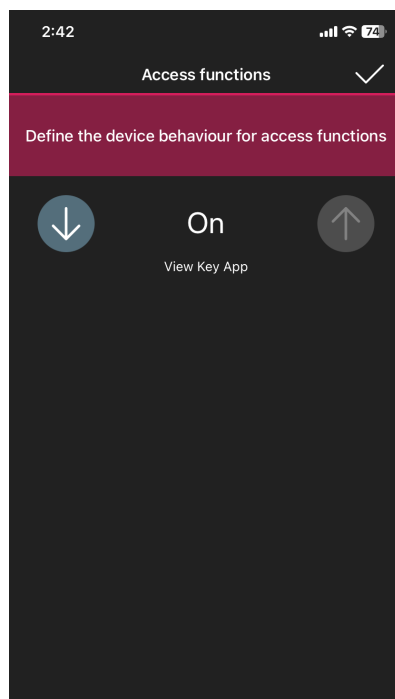 2:42
74
Access functions
Define the device behaviour for access functions
On
View Key App